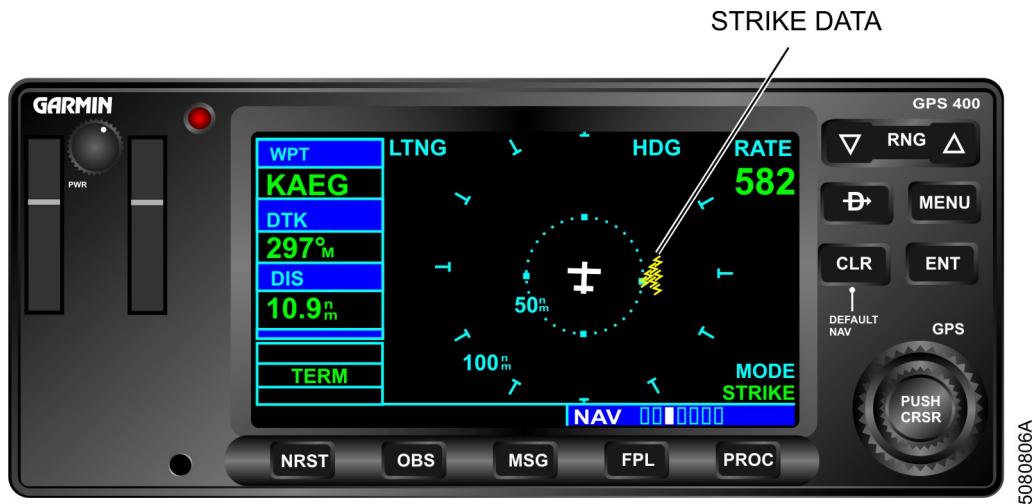 STRIKE DATA
GARMIN
GPS 400
PWR
WPT
KAEG
DTK
297°M
DIS
10.9nm
TERM
LTNG
HDG
RATE
582
50nm
100nm
MODE
STRIKE
NAV
RNG
D
MENU
CLR
ENT
DEFAULT
NAV
GPS
PUSH
CRSR
NRST
OBS
MSG
FPL
PROC
5080806A